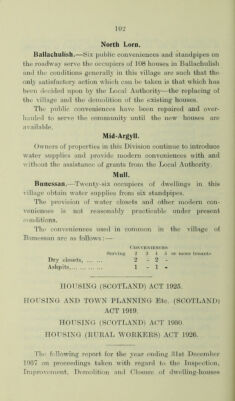 102
North Lorn.
Ballachulish.—Six public conveniences and standpipes on
the roadway serve the occupiers of 108 houses in Ballachulish
and the conditions generally in this village are such that the
only satisfactory action which can be taken is that which has
been decided upon by the Local Authority—the replacing of
the village and the demolition of the existing houses.
The public conveniences have been repaired and over-
hauled to serve the community until the new houses are
available.
Mid-Argyll.
Owners of properties in this Division continue to introduce
water supplies and provide modern conveniences with and
without the assistance of grants from the Local Authority.
Mull.
Bunessan.—Twenty-six occupiers of dwellings in this
village obtain water supplies from six standpipes.
The provision of water closets and other modern con-
veniences is not reasonably practicable under present
conditions.
The conveniences used in common in the village of
Bunessan are as follows:—
Conveniences
Serving 2 3 4 5 or more tenants
Dry closets, ... ... 2 - 2 -
Ashpits, ... ... ... 1 - 1 -
HOUSING (SCOTLAND) ACT 1925.
HOUSING AND TOWN PLANNING Etc. (SCOTLAND)
ACT 1919.
HOUSING (SCOTLAND) ACT 1930.
HOUSING (RURAL WORKERS) ACT 1926.
The following report for the year ending 31st December
1937 on proceedings taken with regard to the Inspection,
Improvement, Demolition and Closure of dwelling-houses